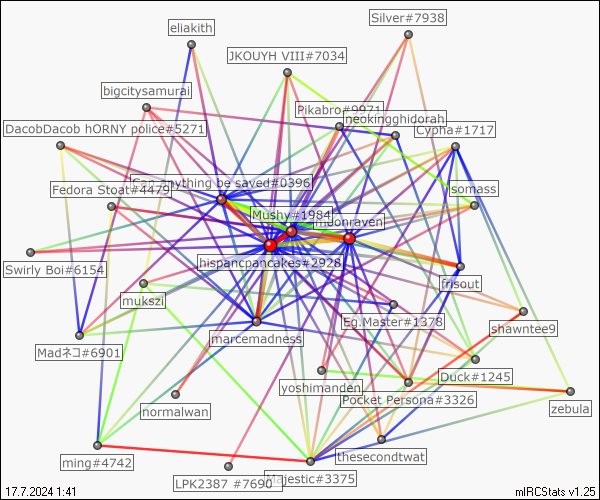 Silver#7938
eliakith
JKOUYH VIII#7034
bigcitysamurai
Pikabro#9971
neokingghidorah
DacobDacob hORNY police#5271
Cypha#1717
Can anything be saved#0396
Fedora Stoat#4479
Isomass
Mushy#1984
moonraven
hispancpancakes#2928
Swirly Boi#6154
frisout
mukszi
Eg.Master#1378
shawntee9
marcemadness
Madネコ#6901
Duck#1245
yoshimanden
Pocket Persona#3326
normalwan
zebula
thesecondtwat
ming#4742
Majestic#3375
LPK2387 #7690
17.7.2024 1:41
mIRCStats v1.25